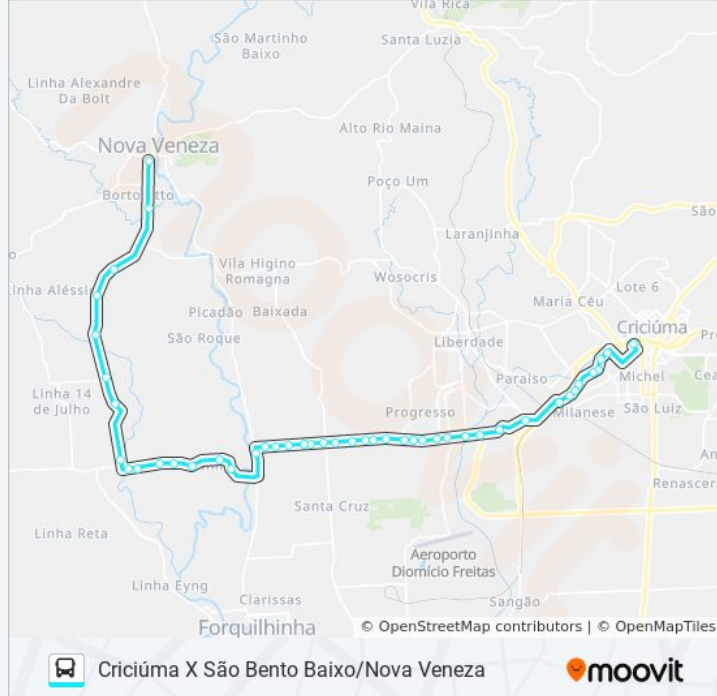 Vila Rica
São Martinho
Baixo
Santa Luzia
Linha Alexandre
Da Boit
Alto Rio Maina
Nova Veneza
Poço Um
São
Laranjinha
Vila Higino
Romagna
Wosocris
Linha Aléssi
Lote 6
Maria Céu
Picadão
Baixada
Criciúma
São Roque
Liberdade
Paraíso
Michel
Cea
Linha 14
de Julho
Progresso
Milanese
São Luiz
An
Renascer
Santa Cruz
Linha Reta
Aeroporto
Diomício Freitas
Linha Eyng
Clarissas
Sangão
Forquilhinha
© OpenStreetMap contributors | © OpenMapTiles
Criciúma X São Bento Baixo/Nova Veneza
moovit